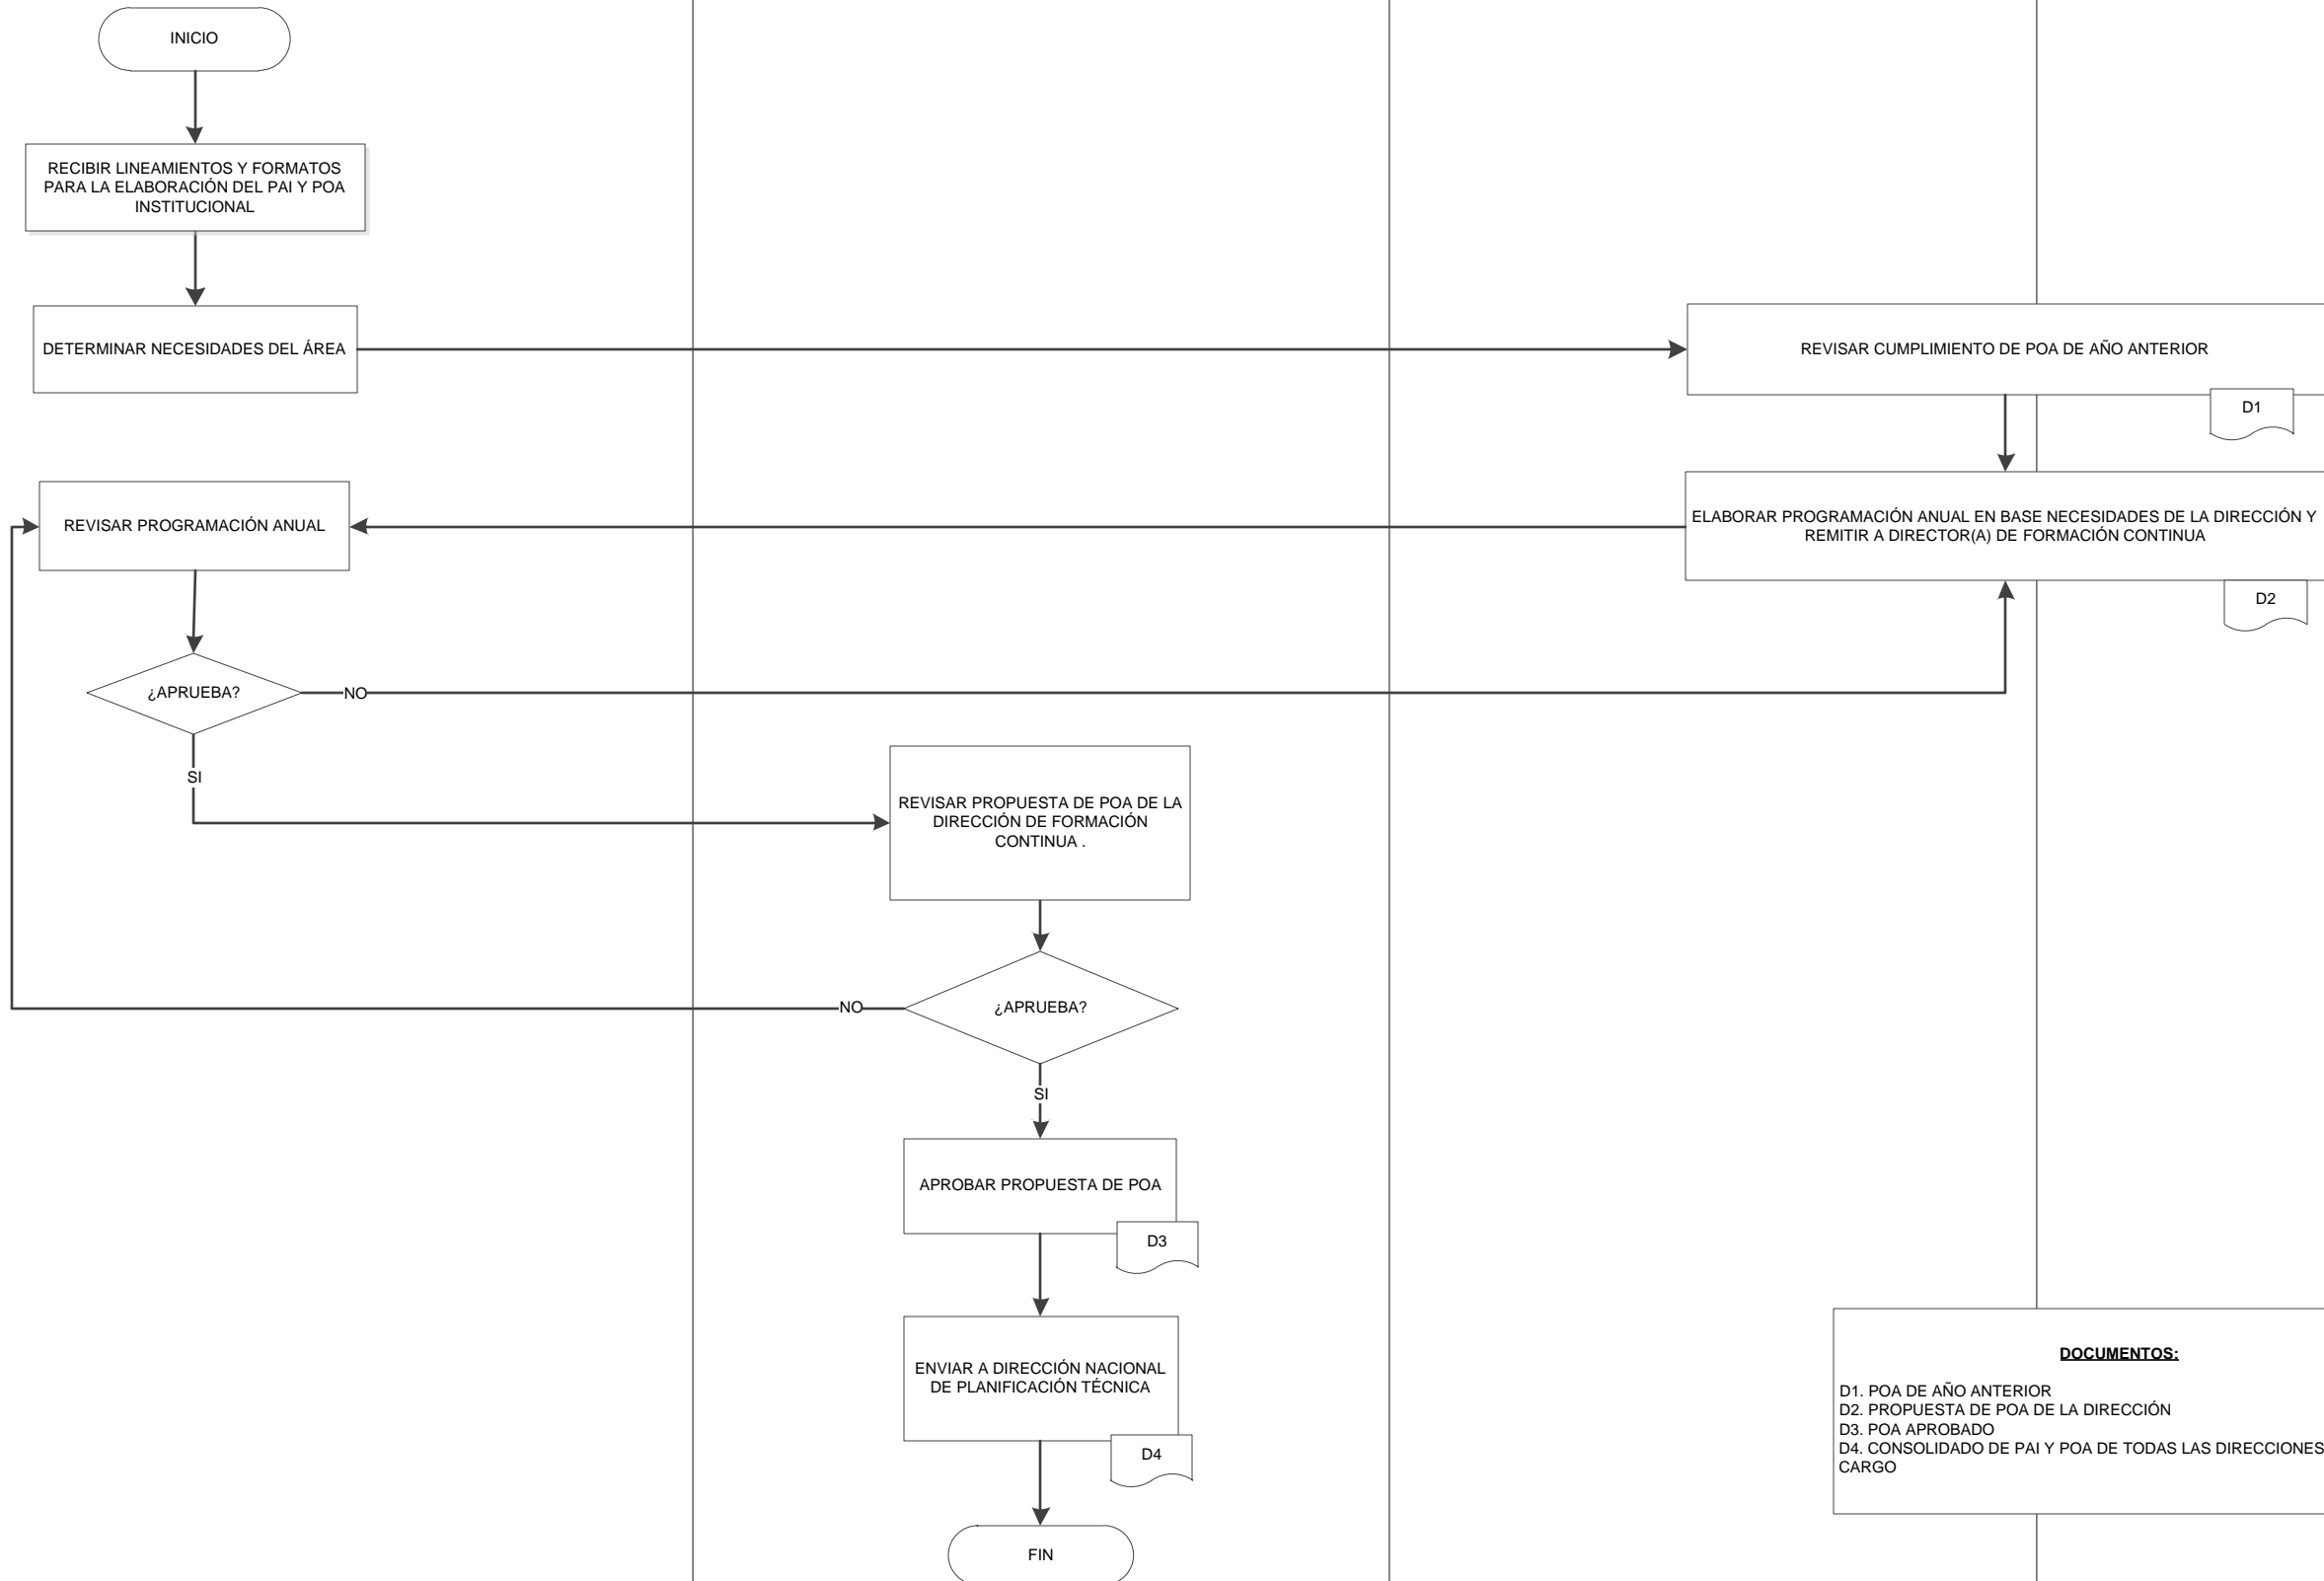 INICIO
RECIBIR LINEAMIENTOS Y FORMATOS
PARA LA ELABORACIÓN DEL PAI Y POA
INSTITUCIONAL
DETERMINAR NECESIDADES DEL ÁREA
REVISAR CUMPLIMIENTO DE POA DE AÑO ANTERIOR
D1
REVISAR PROGRAMACIÓN ANUAL
ELABORAR PROGRAMACIÓN ANUAL EN BASE NECESIDADES DE LA DIRECCIÓN Y
REMITIR A DIRECTOR(A) DE FORMACIÓN CONTINUA
D2
¿APRUEBA?
NO
SI
REVISAR PROPUESTA DE POA DE LA
DIRECCIÓN DE FORMACIÓN
CONTINUA .
¿APRUEBA?
NO
SI
APROBAR PROPUESTA DE POA
D3
ENVIAR A DIRECCIÓN NACIONAL
DE PLANIFICACIÓN TÉCNICA
D4
FIN
DOCUMENTOS:
D1. POA DE AÑO ANTERIOR
D2. PROPUESTA DE POA DE LA DIRECCIÓN
D3. POA APROBADO
D4. CONSOLIDADO DE PAI Y POA DE TODAS LAS DIRECCIONES
CARGO